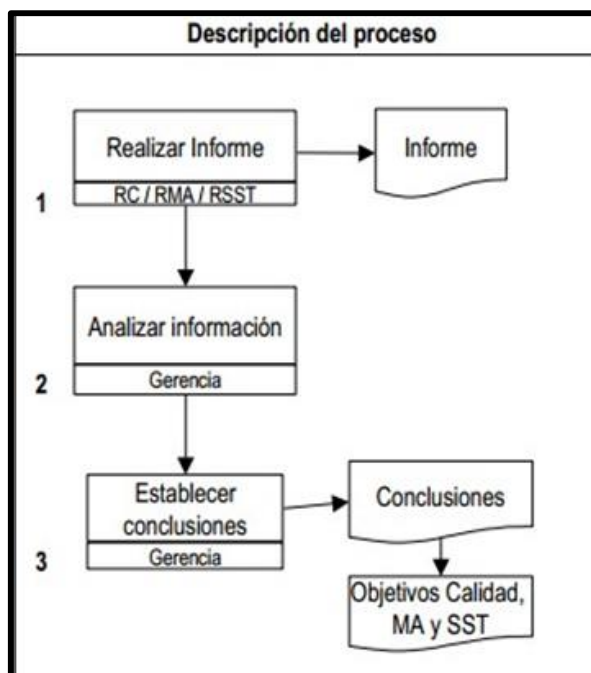 Descripción del proceso
Realizar Informe
Informe
RC / RMA / RSST
1
Analizar información
Gerencia
2
Establecer
conclusiones
Conclusiones
Gerencia
3
Objetivos Calidad,
MA y SST